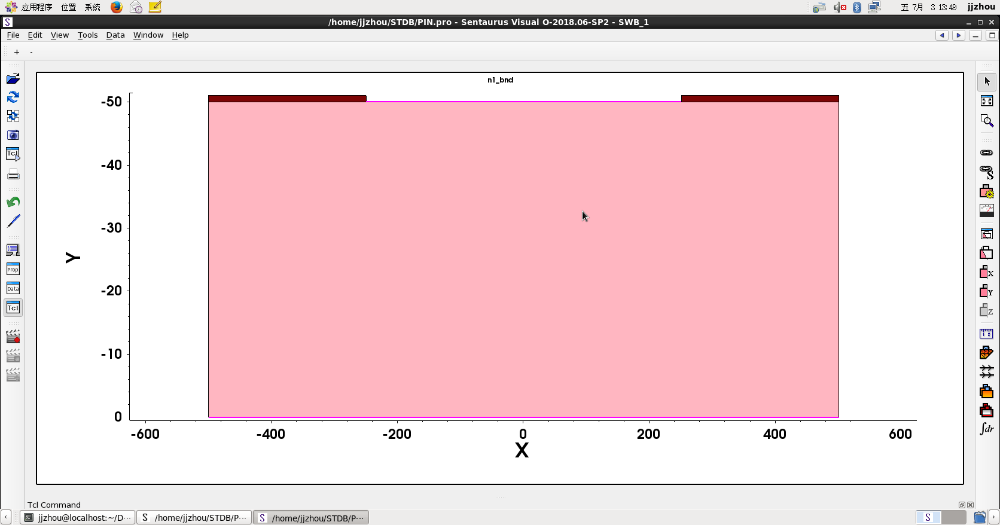 应用程序 位置 系统 五 7月 3 13:49 jjzhou
/home/jjzhou/STDB/PIN.pro - Sentaurus Visual O-2018.06-SP2 - SWB_1
File Edit View Tools Data Window Help
+ -
n1_bnd
-50
-40
-30
-20
-10
0
Y
-600 -400 -200 0 200 400 600
X
Tcl
Prop
Data
Tcl
S
X
Y
Z
1 2
∫dr
Tcl Command
jjzhou@localhost:~/D··· S /home/jjzhou/STDB/P··· S /home/jjzhou/STDB/P··· S